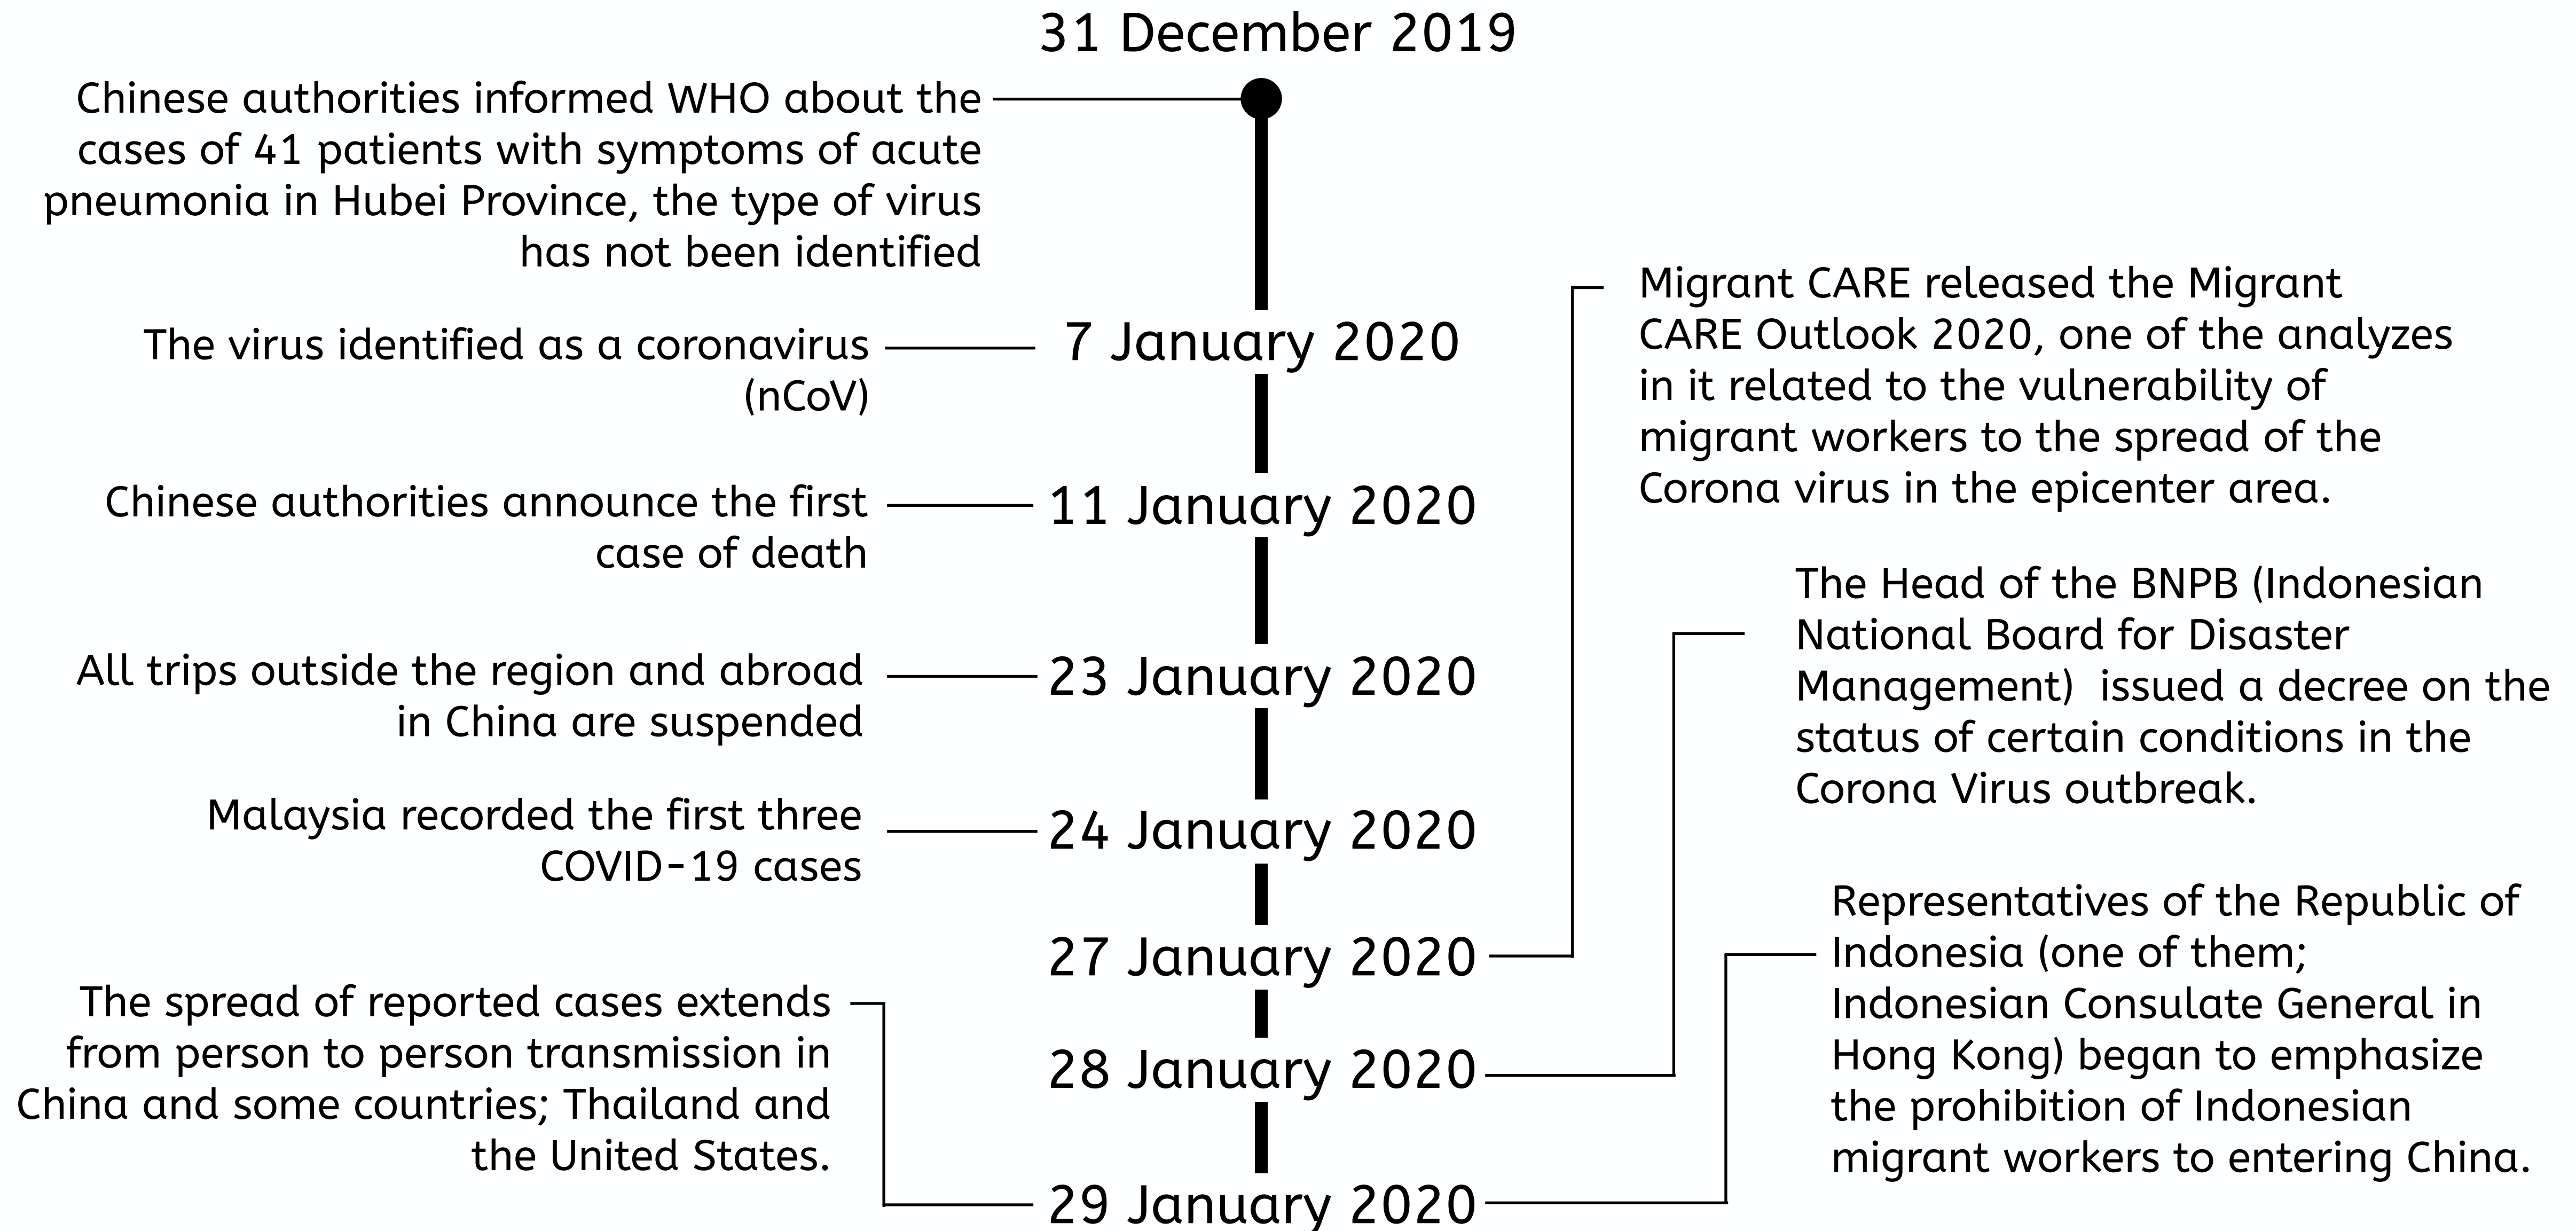 31 December 2019
Chinese authorities informed WHO about the
cases of 41 patients with symptoms of acute
pneumonia in Hubei Province, the type of virus
has not been identified
The virus identified as a coronavirus
(nCoV)
7 January 2020
Chinese authorities announce the first
case of death
11 January 2020
All trips outside the region and abroad
in China are suspended
23 January 2020
Malaysia recorded the first three
COVID-19 cases
24 January 2020
27 January 2020
Migrant CARE released the Migrant
CARE Outlook 2020, one of the analyzes
in it related to the vulnerability of
migrant workers to the spread of the
Corona virus in the epicenter area.
28 January 2020
The Head of the BNPB (Indonesian
National Board for Disaster
Management)  issued a decree on the
status of certain conditions in the
Corona Virus outbreak.
The spread of reported cases extends
from person to person transmission in
China and some countries; Thailand and
the United States.
29 January 2020
Representatives of the Republic of
Indonesia (one of them;
Indonesian Consulate General in
Hong Kong) began to emphasize
the prohibition of Indonesian
migrant workers to entering China.